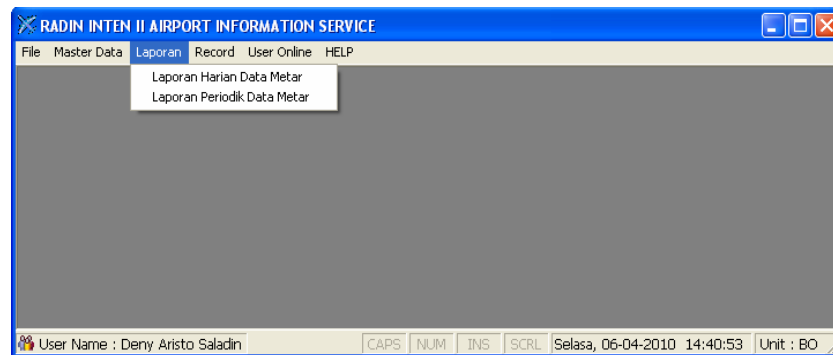 RADIN INTEN II AIRPORT INFORMATION SERVICE
File Master Data Laporan Record User Online HELP
Laporan Harian Data Metar
Laporan Periodik Data Metar
User Name : Deny Aristo Saladin CAPS NUM INS SCRL Selasa, 06-04-2010 14:40:53 Unit : BO